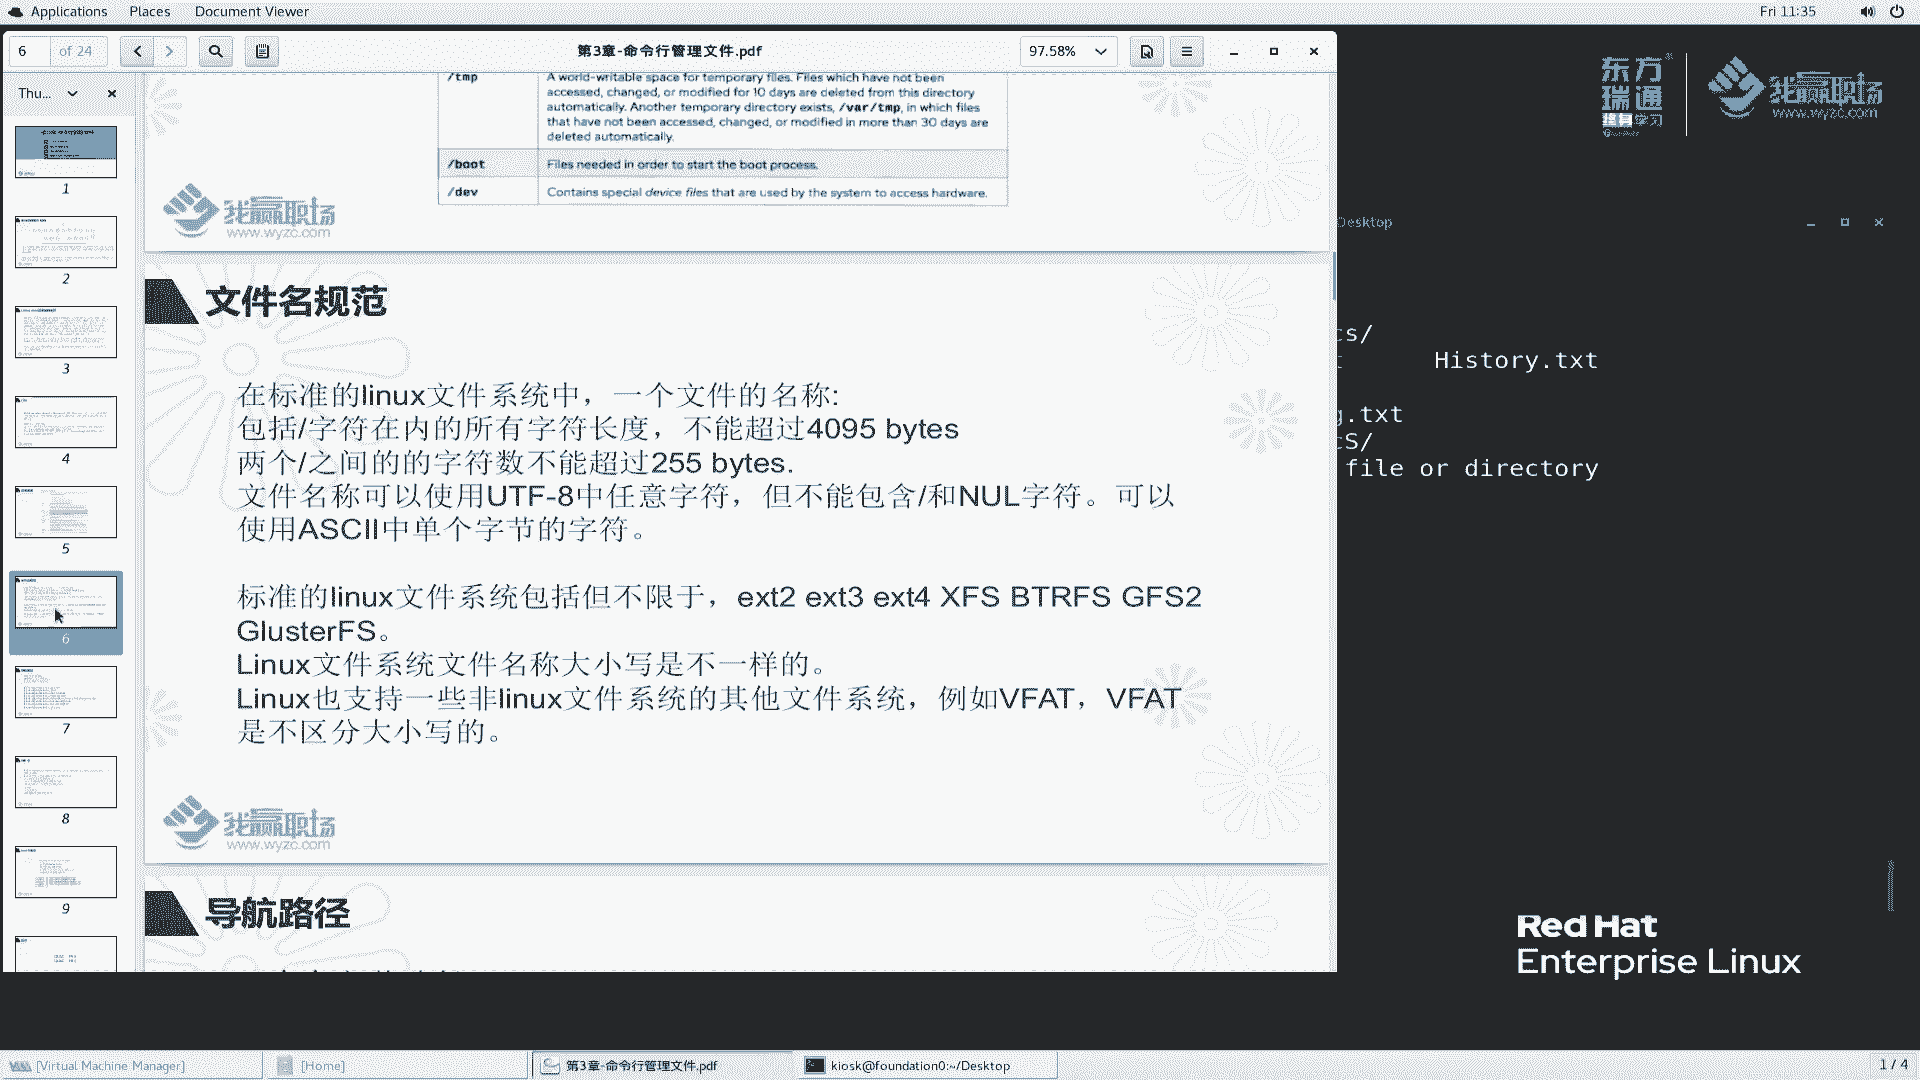 Applications Places Document Viewer Fri 11:35
6 of 24 第3章-命令行管理文件.pdf 97.58%
Thu...
1
2
3
4
5
6
7
8
9
/tmp A world-writable space for temporary files. Files which have not been
accessed, changed, or modified for 10 days are deleted from this directory
automatically. Another temporary directory exists, /var/tmp, in which files
that have not been accessed, changed, or modified in more than 30 days are
deleted automatically.
/boot Files needed in order to start the boot process.
/dev Contains special device files that are used by the system to access hardware.
我赢职场
www.wyzc.com
文件名规范
在标准的linux文件系统中，一个文件的名称:
包括/字符在内的所有字符长度，不能超过4095 bytes
两个/之间的的字符数不能超过255 bytes.
文件名称可以使用UTF-8中任意字符，但不能包含/和NUL字符。可以
使用ASCII中单个字节的字符。
标准的linux文件系统包括但不限于，ext2 ext3 ext4 XFS BTRFS GFS2
GlusterFS。
Linux文件系统文件名称大小写是不一样的。
Linux也支持一些非linux文件系统的其他文件系统，例如VFAT，VFAT
是不区分大小写的。
我赢职场
www.wyzc.com
导航路径
东方
瑞通
终身学习
我赢职场
www.wyzc.com
Desktop
cs/
t History.txt
g.txt
cS/
file or directory
Red Hat
Enterprise Linux
[Virtual Machine Manager] [Home] 第3章-命令行管理文件.pdf kiosk@foundation0:~/Desktop 1 / 4